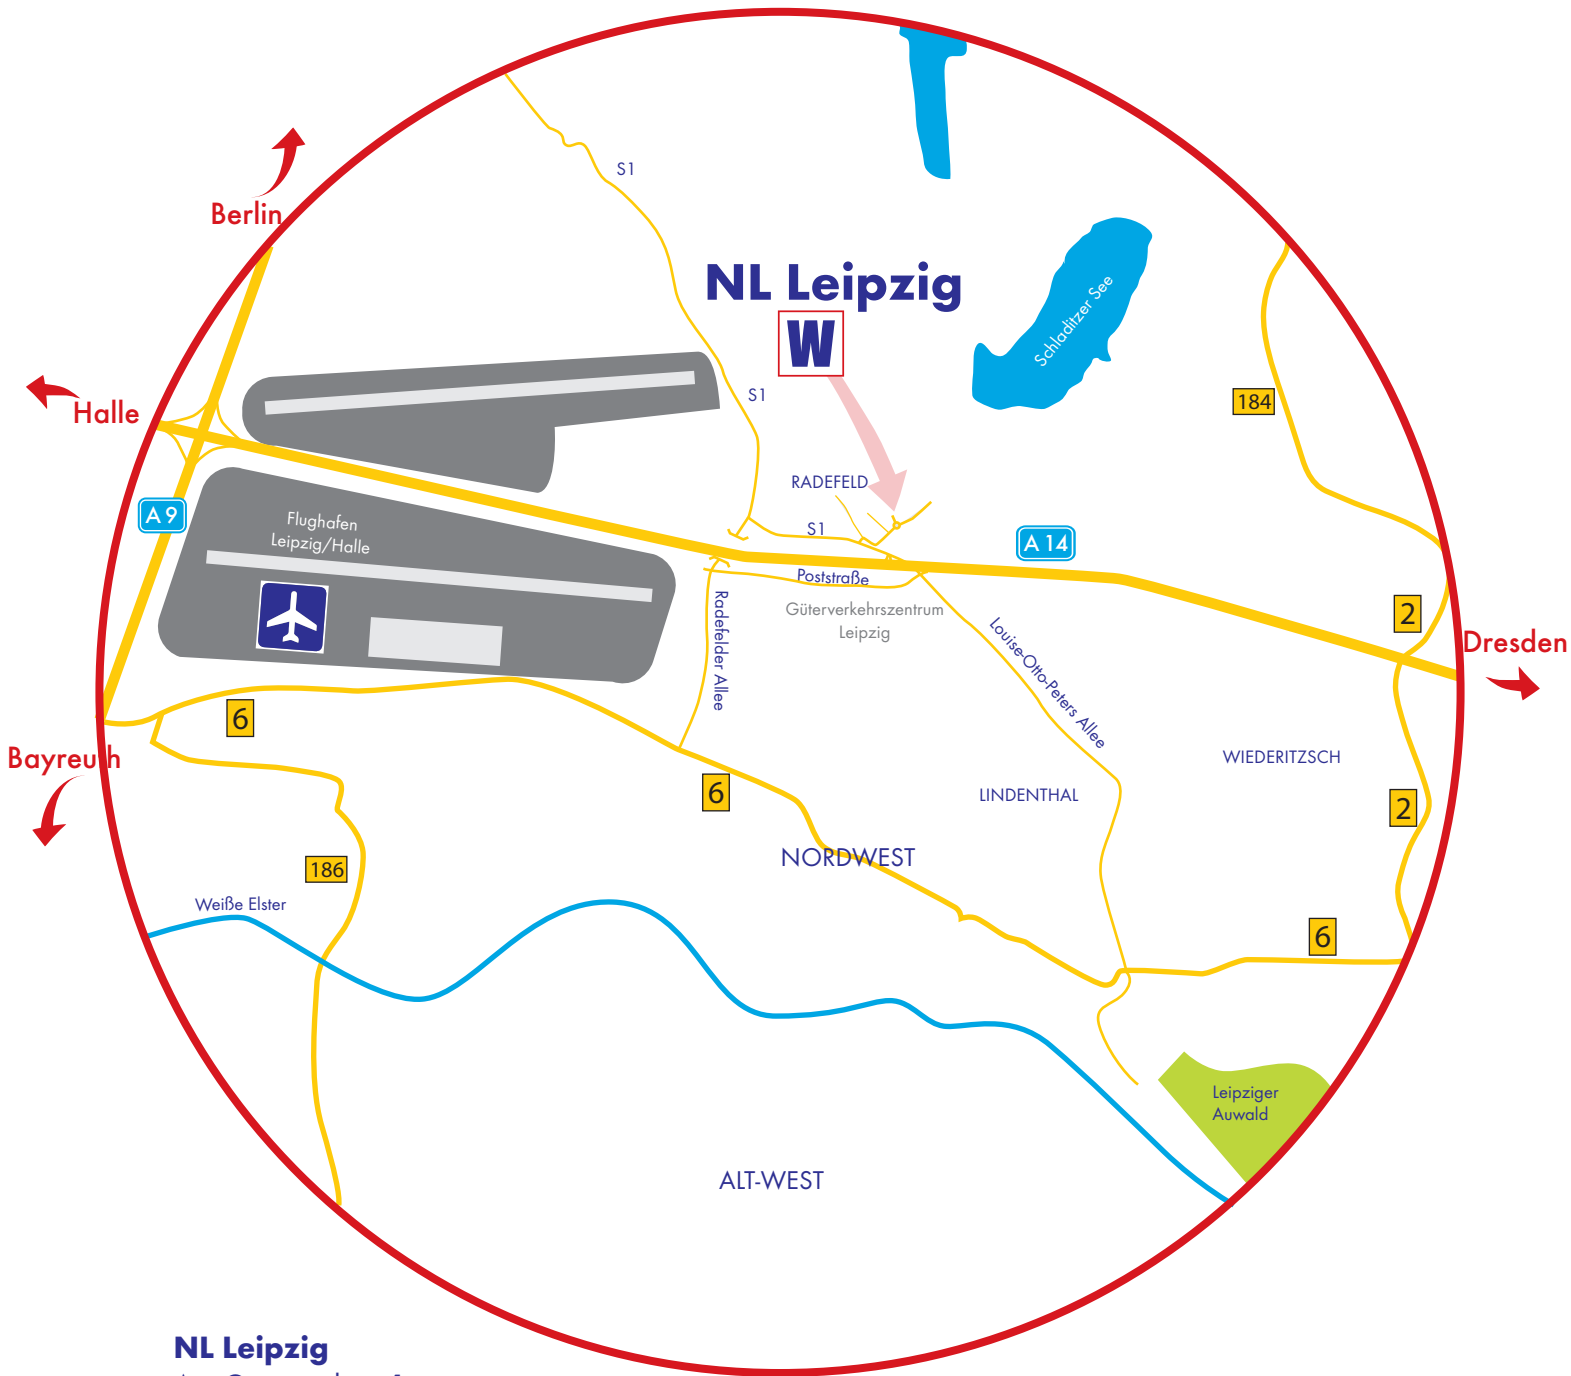 S1
Berlin
NL Leipzig
W
Schladitzer See
Halle
S1
184
RADEFELD
A 9
Flughafen
Leipzig/Halle
S1
A 14
Poststraße
Güterverkehrszentrum
Leipzig
Radefelder Allee
Louise-Otto-Peters Allee
2
Dresden
6
Bayreuth
6
WIEDERITZSCH
LINDENTHAL
2
NORDWEST
186
Weiße Elster
6
Leipziger
Auwald
ALT-WEST
NL Leipzig